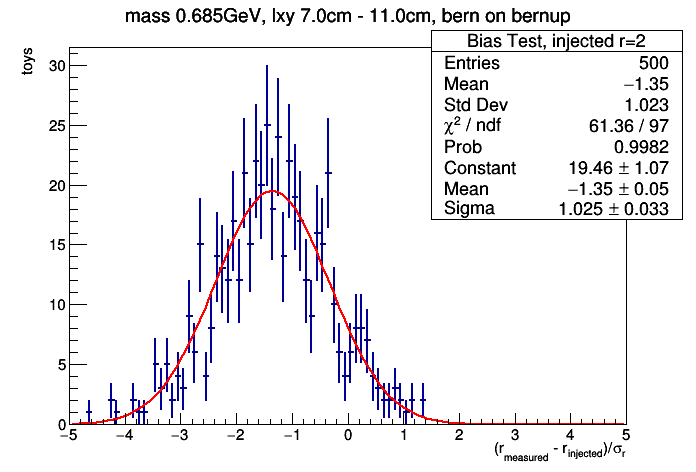 mass 0.685GeV, lxy 7.0cm - 11.0cm, bern on bernup
Bias Test, injected r=2
Entries 500
Mean −1.35
Std Dev 1.023
χ² / ndf 61.36 / 97
Prob 0.9982
Constant 19.46 ± 1.07
Mean −1.35 ± 0.05
Sigma 1.025 ± 0.033
toys
30
25
20
15
10
5
0
−5 −4 −3 −2 −1 0 1 2 3 4 5
(r_measured - r_injected)/σ_r